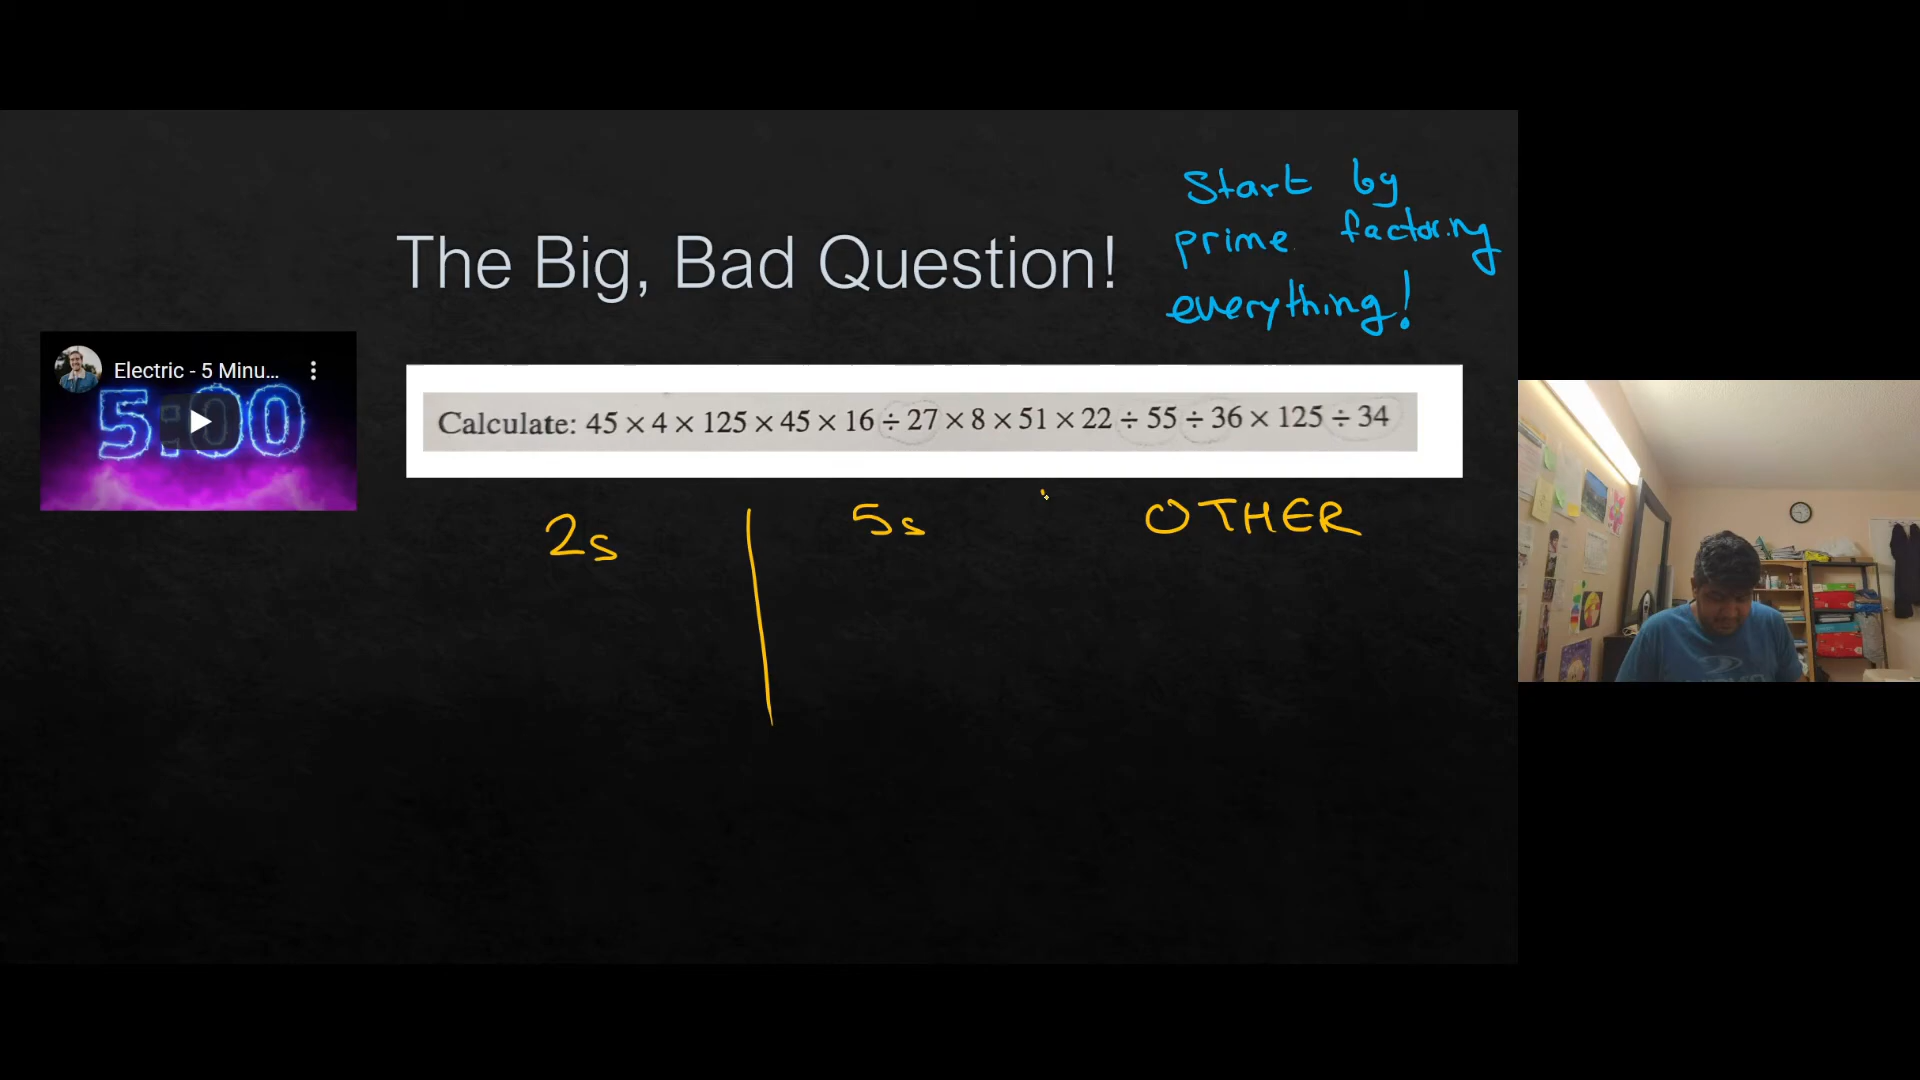 Start by
prime factoring
everything!
The Big, Bad Question!
Electric - 5 Minu...
5:00
Calculate: 45 × 4 × 125 × 45 × 16 ÷ 27 × 8 × 51 × 22 ÷ 55 ÷ 36 × 125 ÷ 34
2s 5s OTHER